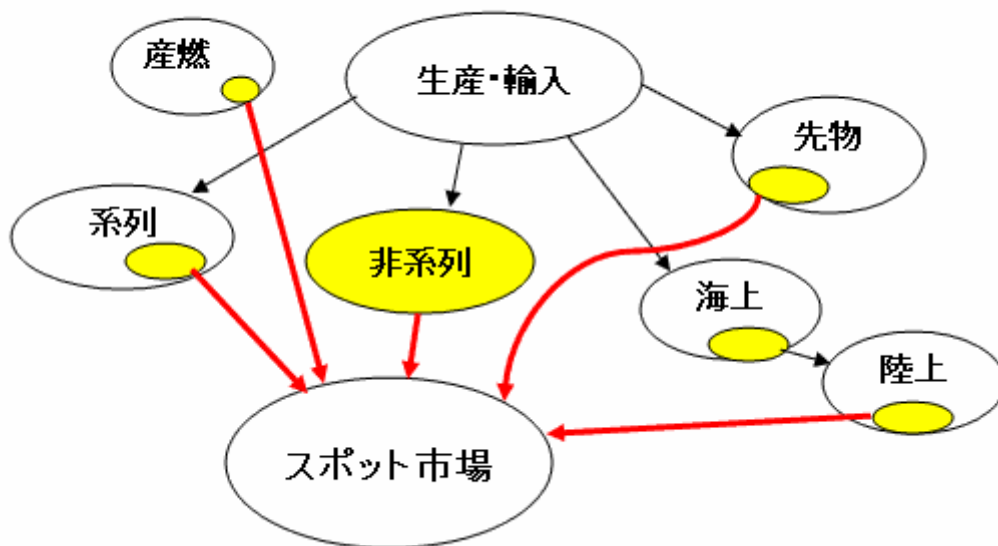 産燃
生産・輸入
先物
系列
非系列
海上
陸上
スポット市場